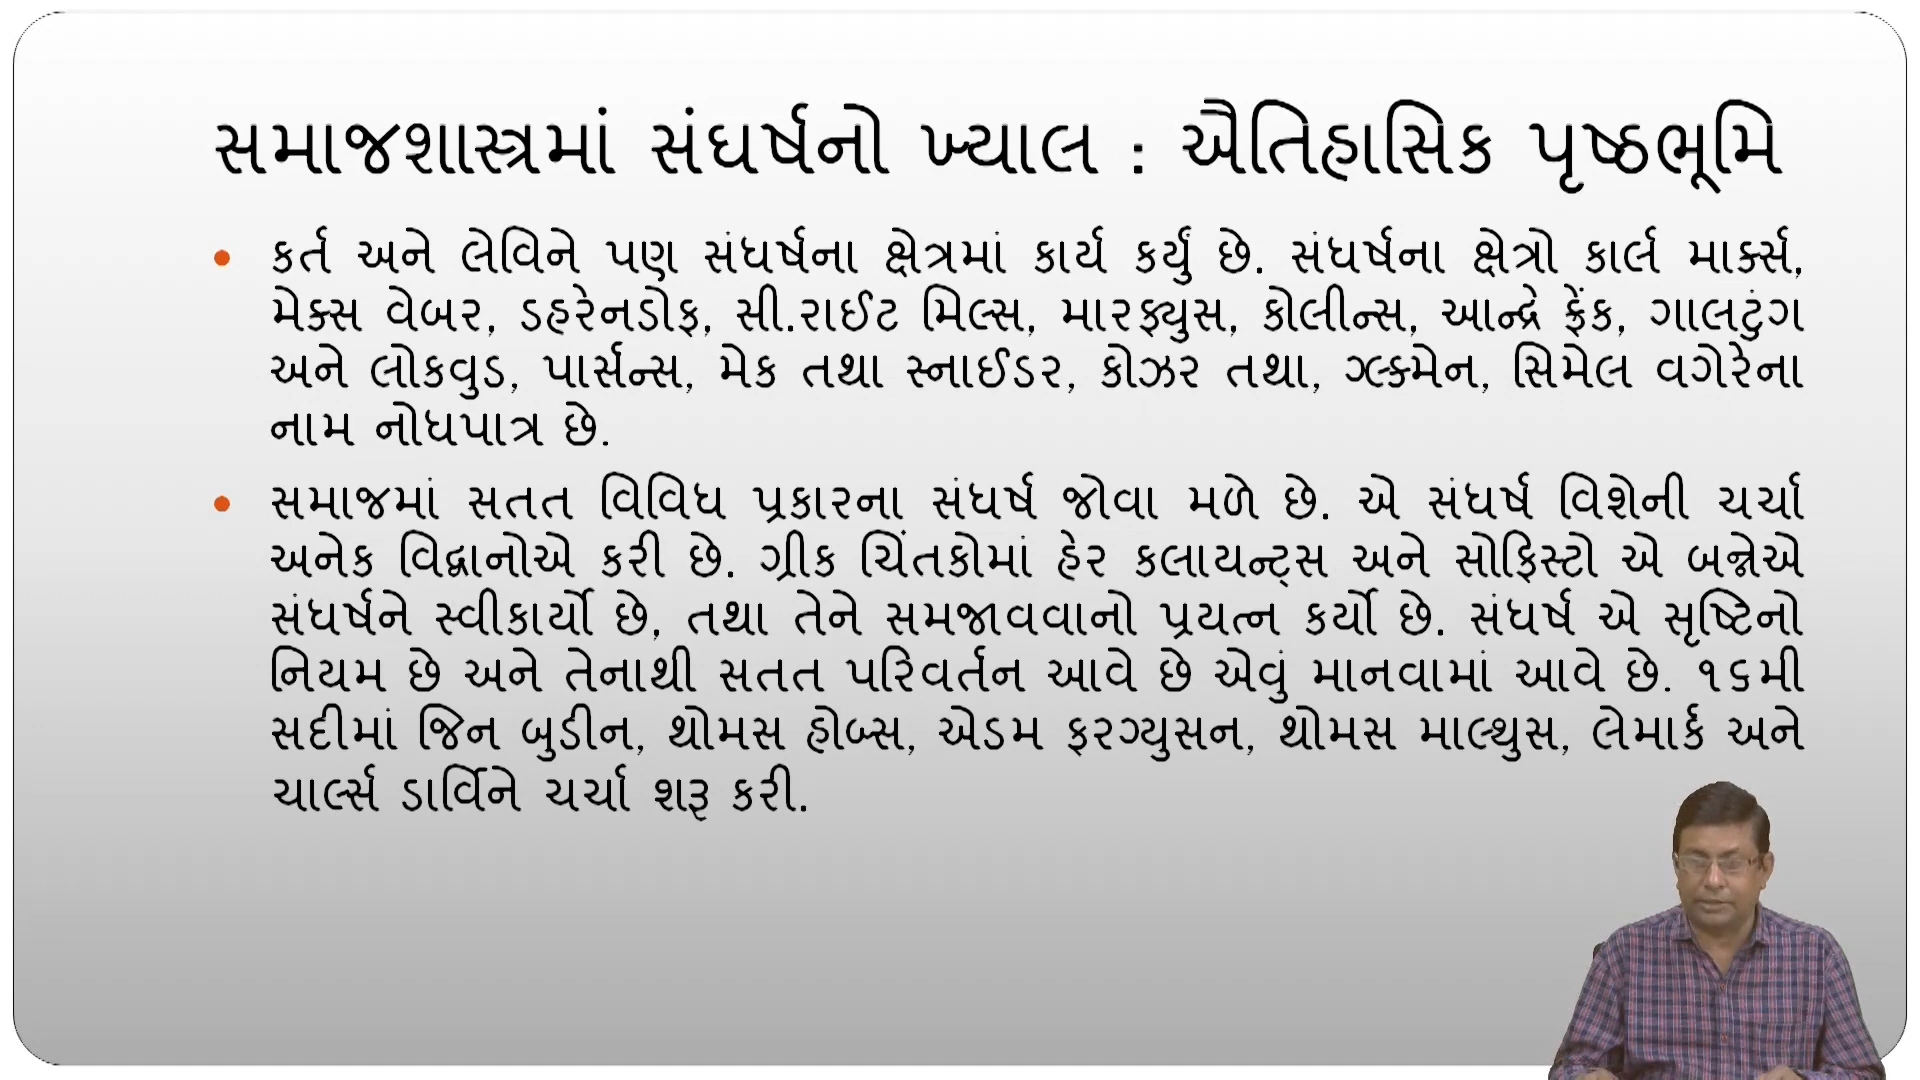 સમાજશાસ્ત્રમાં સંઘર્ષનો ખ્યાલ : ઐતિહાસિક પૃષ્ઠભૂમિ
• કર્ત અને લેવિને પણ સંઘર્ષના ક્ષેત્રમાં કાર્ય કર્યું છે. સંઘર્ષના ક્ષેત્રો કાર્લ માર્ક્સ,
મેક્સ વેબર, ડહરેનડોફ, સી.રાઈટ મિલ્સ, મારફ્યુસ, કોલીન્સ, આન્દ્રે ફ્રેંક, ગાલટુંગ
અને લોકવુડ, પાર્સન્સ, મેક તથા સ્નાઈડર, કોઝર તથા, ગ્લ્ક્મેન, સિમેલ વગેરેના
નામ નોધપાત્ર છે.
• સમાજમાં સતત વિવિધ પ્રકારના સંઘર્ષ જોવા મળે છે. એ સંઘર્ષ વિશેની ચર્ચા
અનેક વિદ્વાનોએ કરી છે. ગ્રીક ચિંતકોમાં હેર કલાયન્ટ્સ અને સોફિસ્ટો એ બન્નેએ
સંઘર્ષને સ્વીકાર્યો છે, તથા તેને સમજાવવાનો પ્રયત્ન કર્યો છે. સંઘર્ષ એ સૃષ્ટિનો
નિયમ છે અને તેનાથી સતત પરિવર્તન આવે છે એવું માનવામાં આવે છે. ૧૬મી
સદીમાં જિન બુડીન, થોમસ હોબ્સ, એડમ ફરગ્યુસન, થોમસ માલ્થુસ, લેમાર્ક અને
ચાર્લ્સ ડાર્વિને ચર્ચા શરૂ કરી.